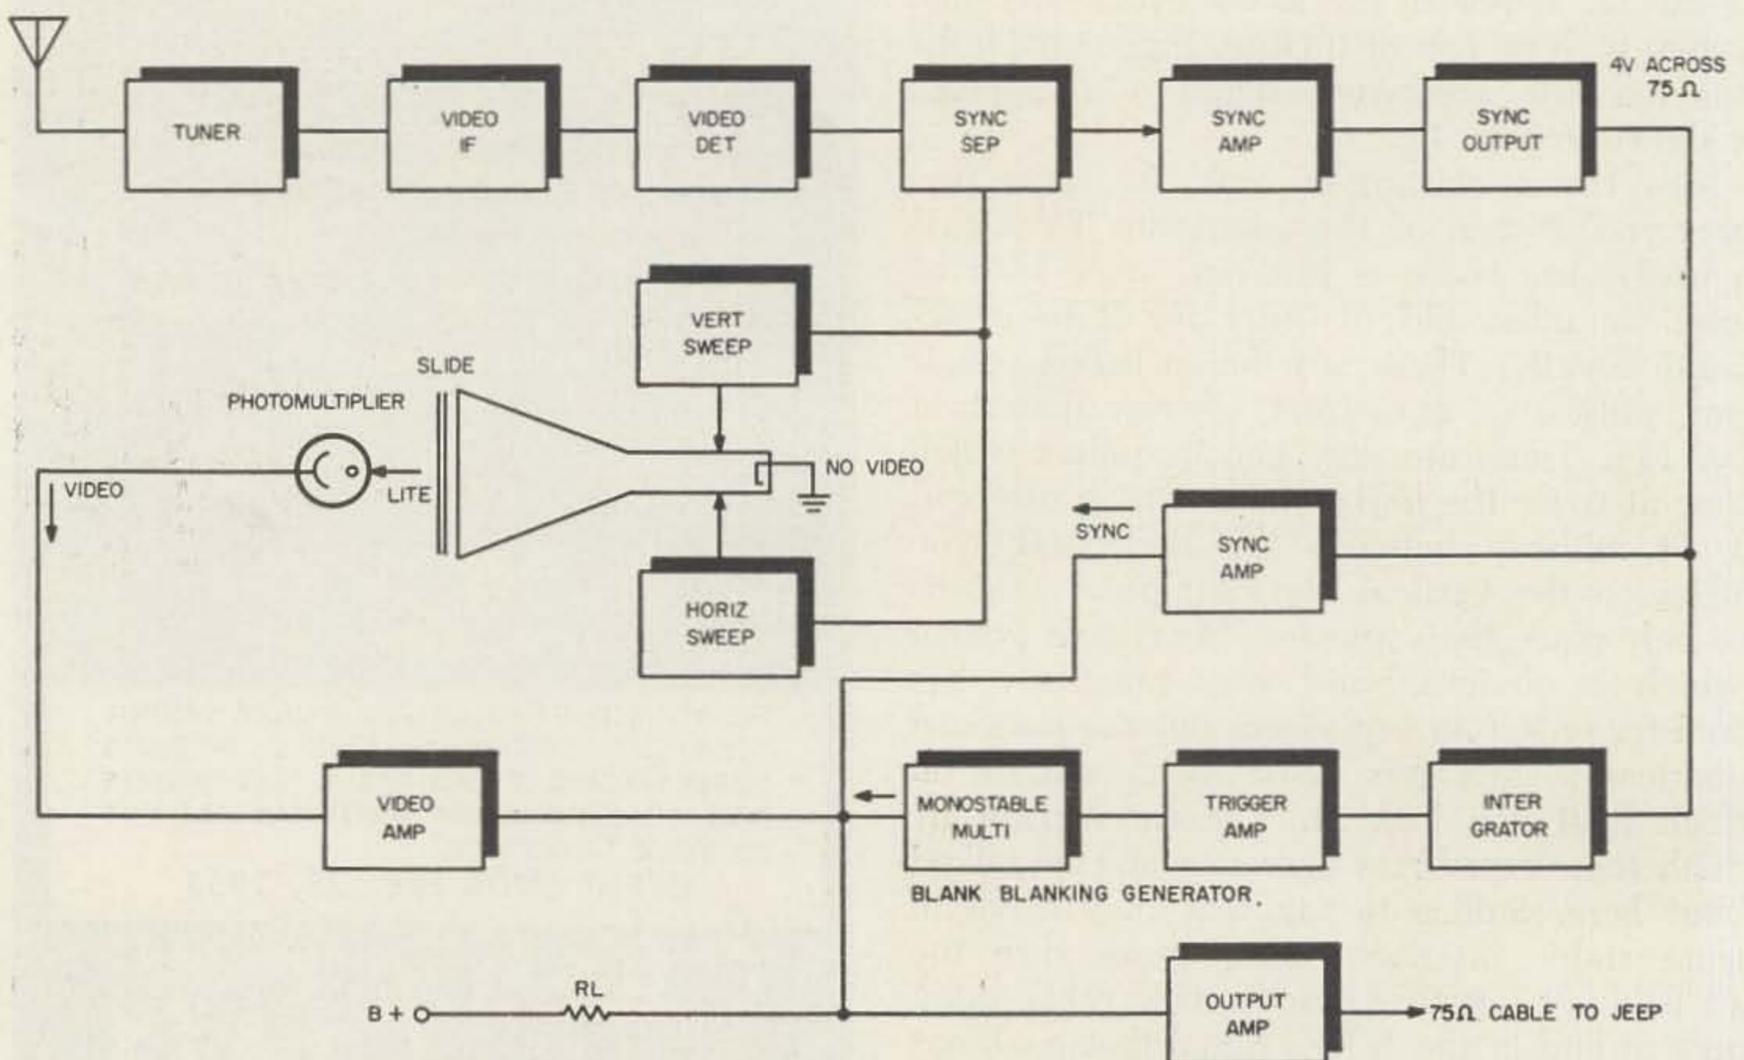 4V ACROSS
75Ω
TUNER
VIDEO
IF
VIDEO
DET
SYNC
SEP
SYNC
AMP
SYNC
OUTPUT
VERT
SWEEP
SLIDE
PHOTOMULTIPLIER
VIDEO
LITE
NO VIDEO
SYNC
SYNC
AMP
HORIZ
SWEEP
VIDEO
AMP
MONOSTABLE
MULTI
TRIGGER
AMP
INTER
GRATOR
BLANK BLANKING GENERATOR.
B +
RL
OUTPUT
AMP
75Ω CABLE TO JEEP